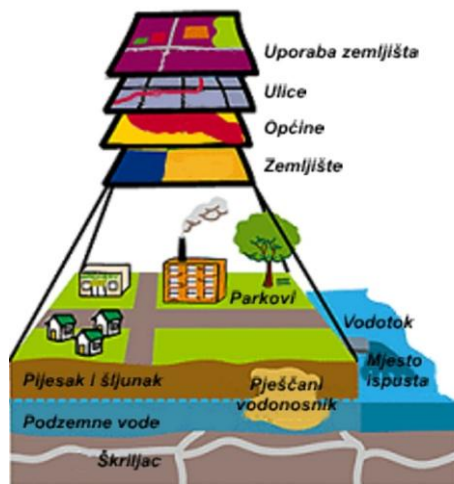 Uporaba zemljišta
Ulice
Općine
Zemljište
Parkovi
Vodotok
Mjesto
ispusta
Pijesak i šljunak
Pješčani
vodonosnik
Podzemne vode
Škriljac